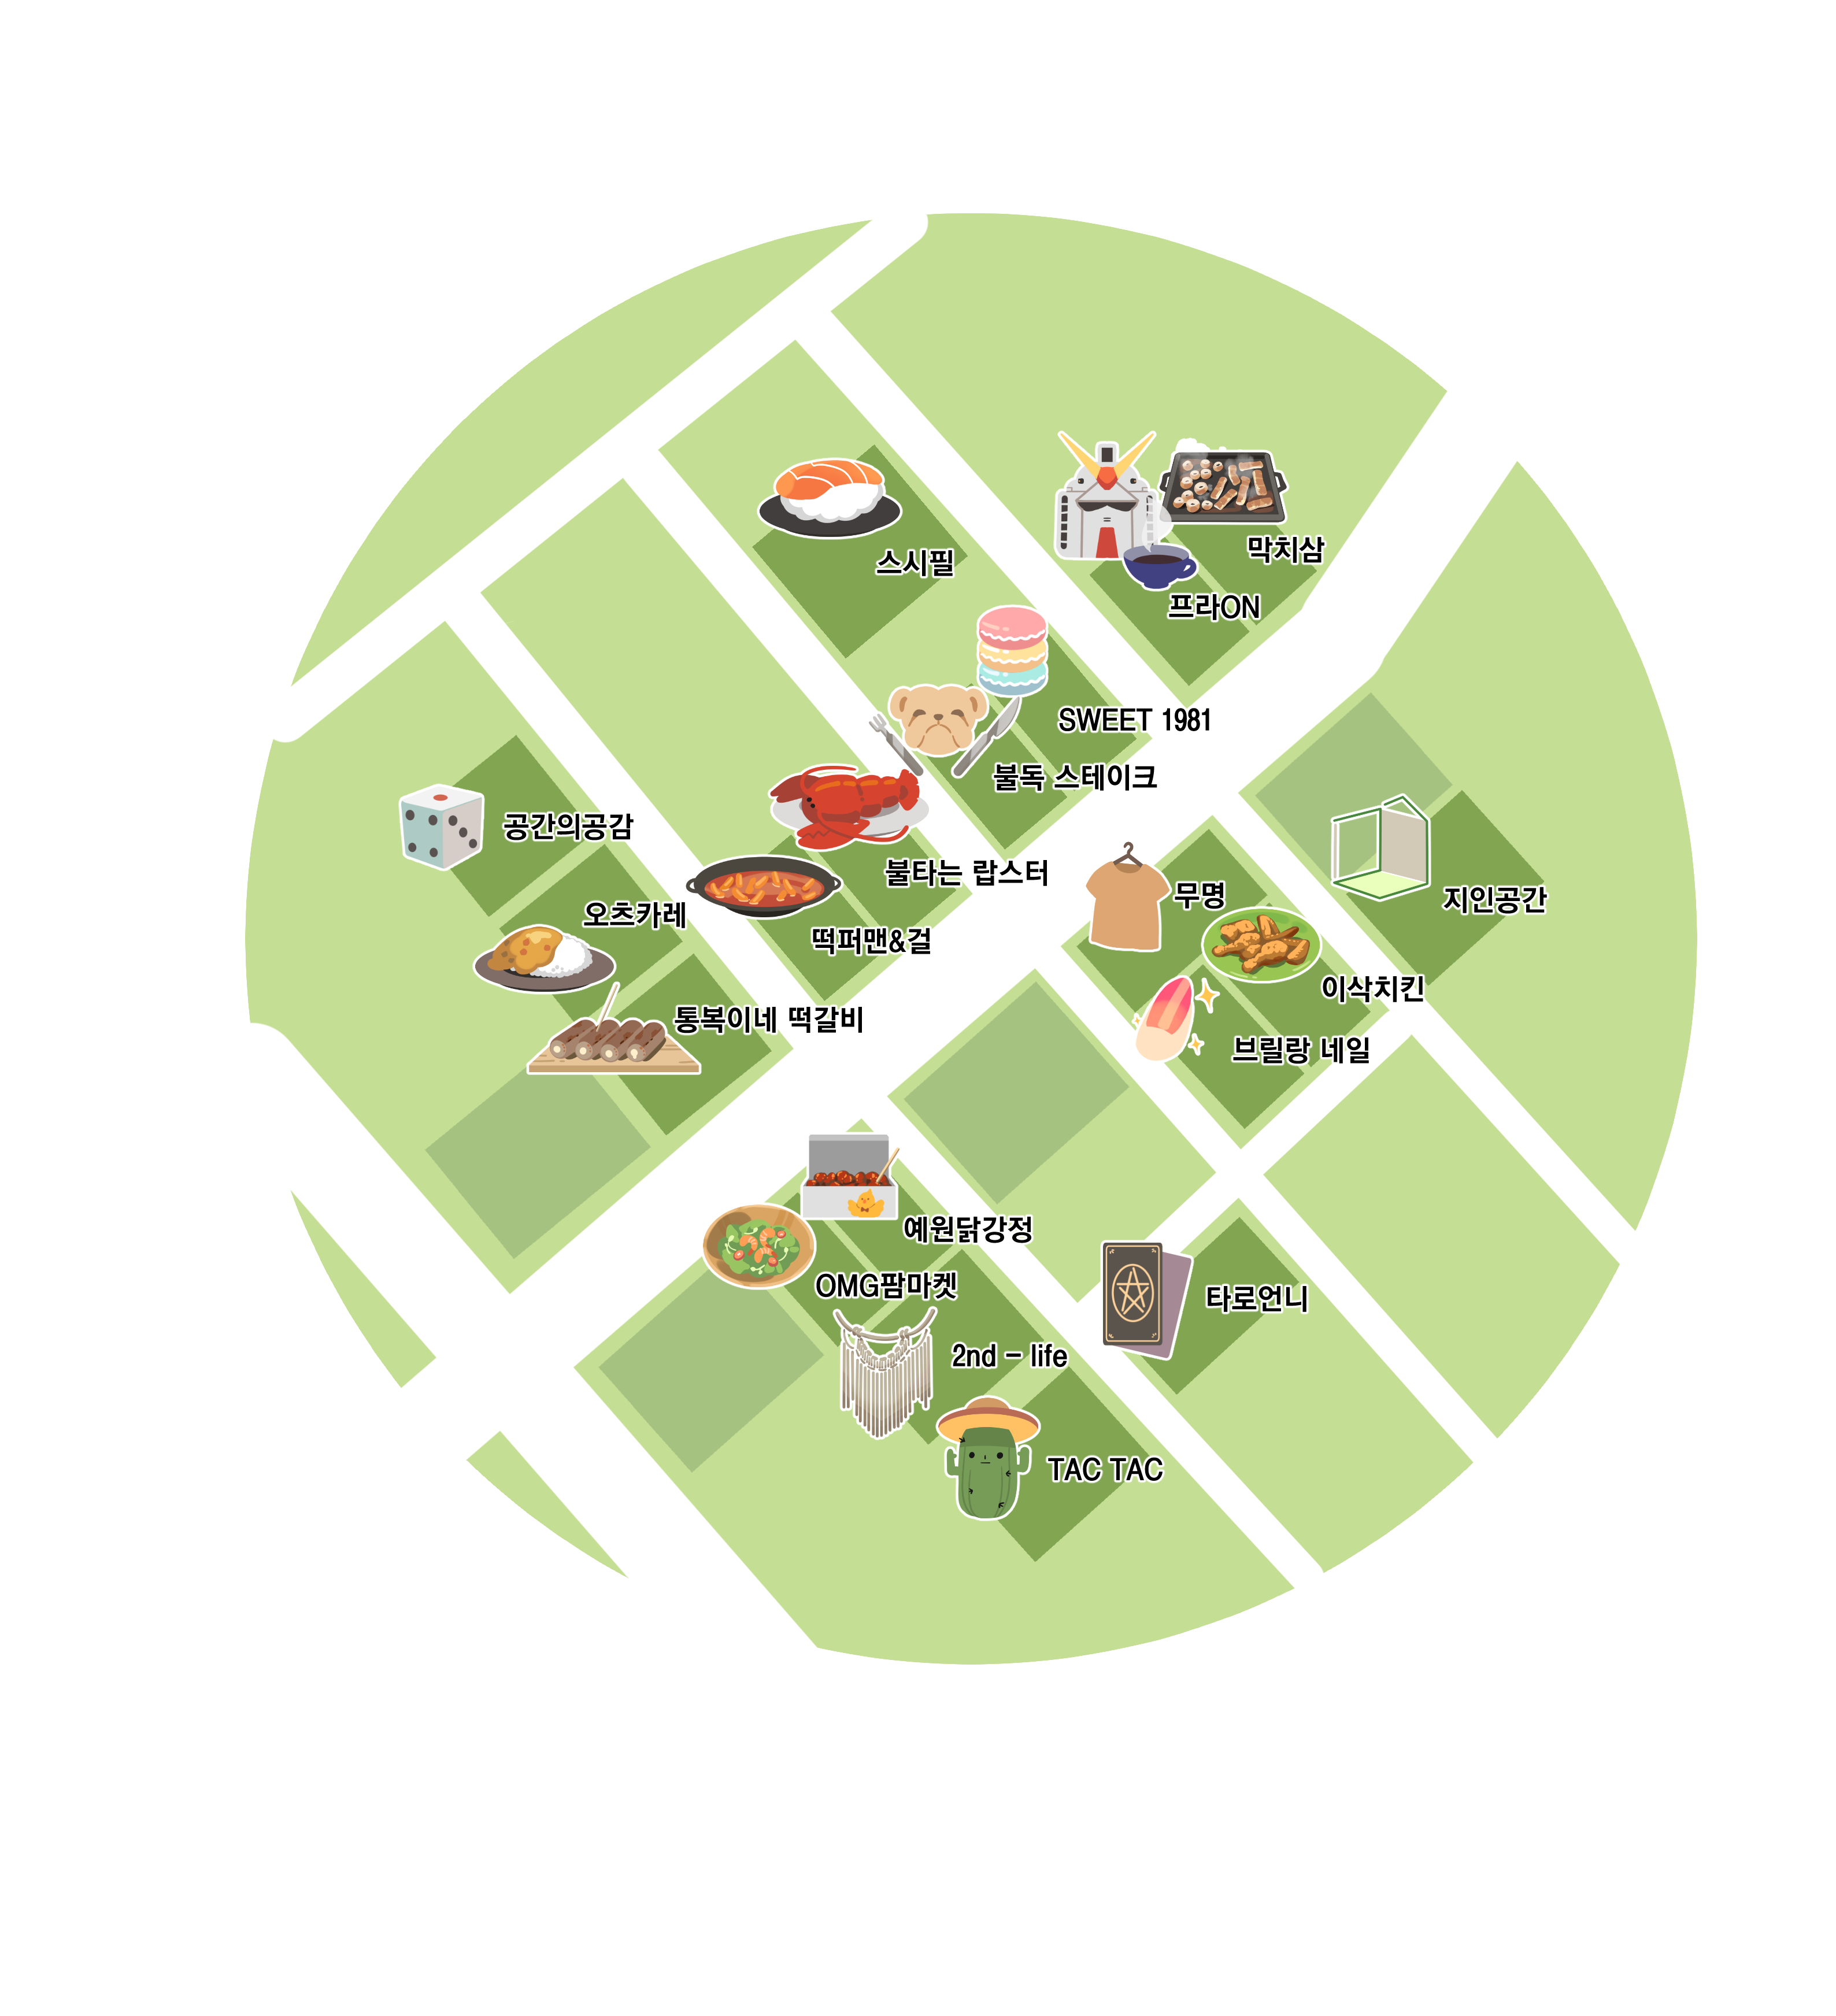 막치삼
스시필
프라ON
SWEET 1981
불독 스테이크
공간의공감
불타는 랍스터
무명
지인공간
오츠카레
떡퍼맨&걸
이삭치킨
통복이네 떡갈비
브릴랑 네일
예원닭강정
OMG팜마켓
타로언니
2nd - life
TAC TAC